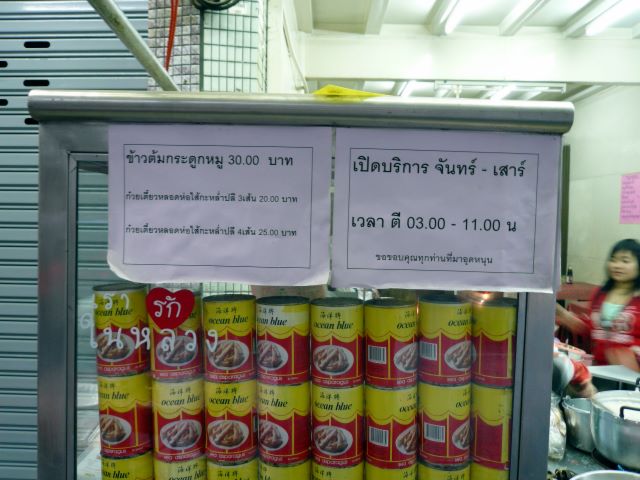 ข้าวต้มกระดูกหมู 30.00 บาท
ก๋วยเตี๋ยวหลอดห่อไส้กะหล่ำปลี 3เส้น 20.00 บาท
ก๋วยเตี๋ยวหลอดห่อไส้กะหล่ำปลี 4เส้น 25.00 บาท
เปิดบริการ จันทร์ - เสาร์
เวลา ตี 03.00 - 11.00 น
ขอขอบคุณทุกท่านที่มาอุดหนุน
เรา
รัก
ในหลวง
海洋牌
ocean blue
sea asparagus